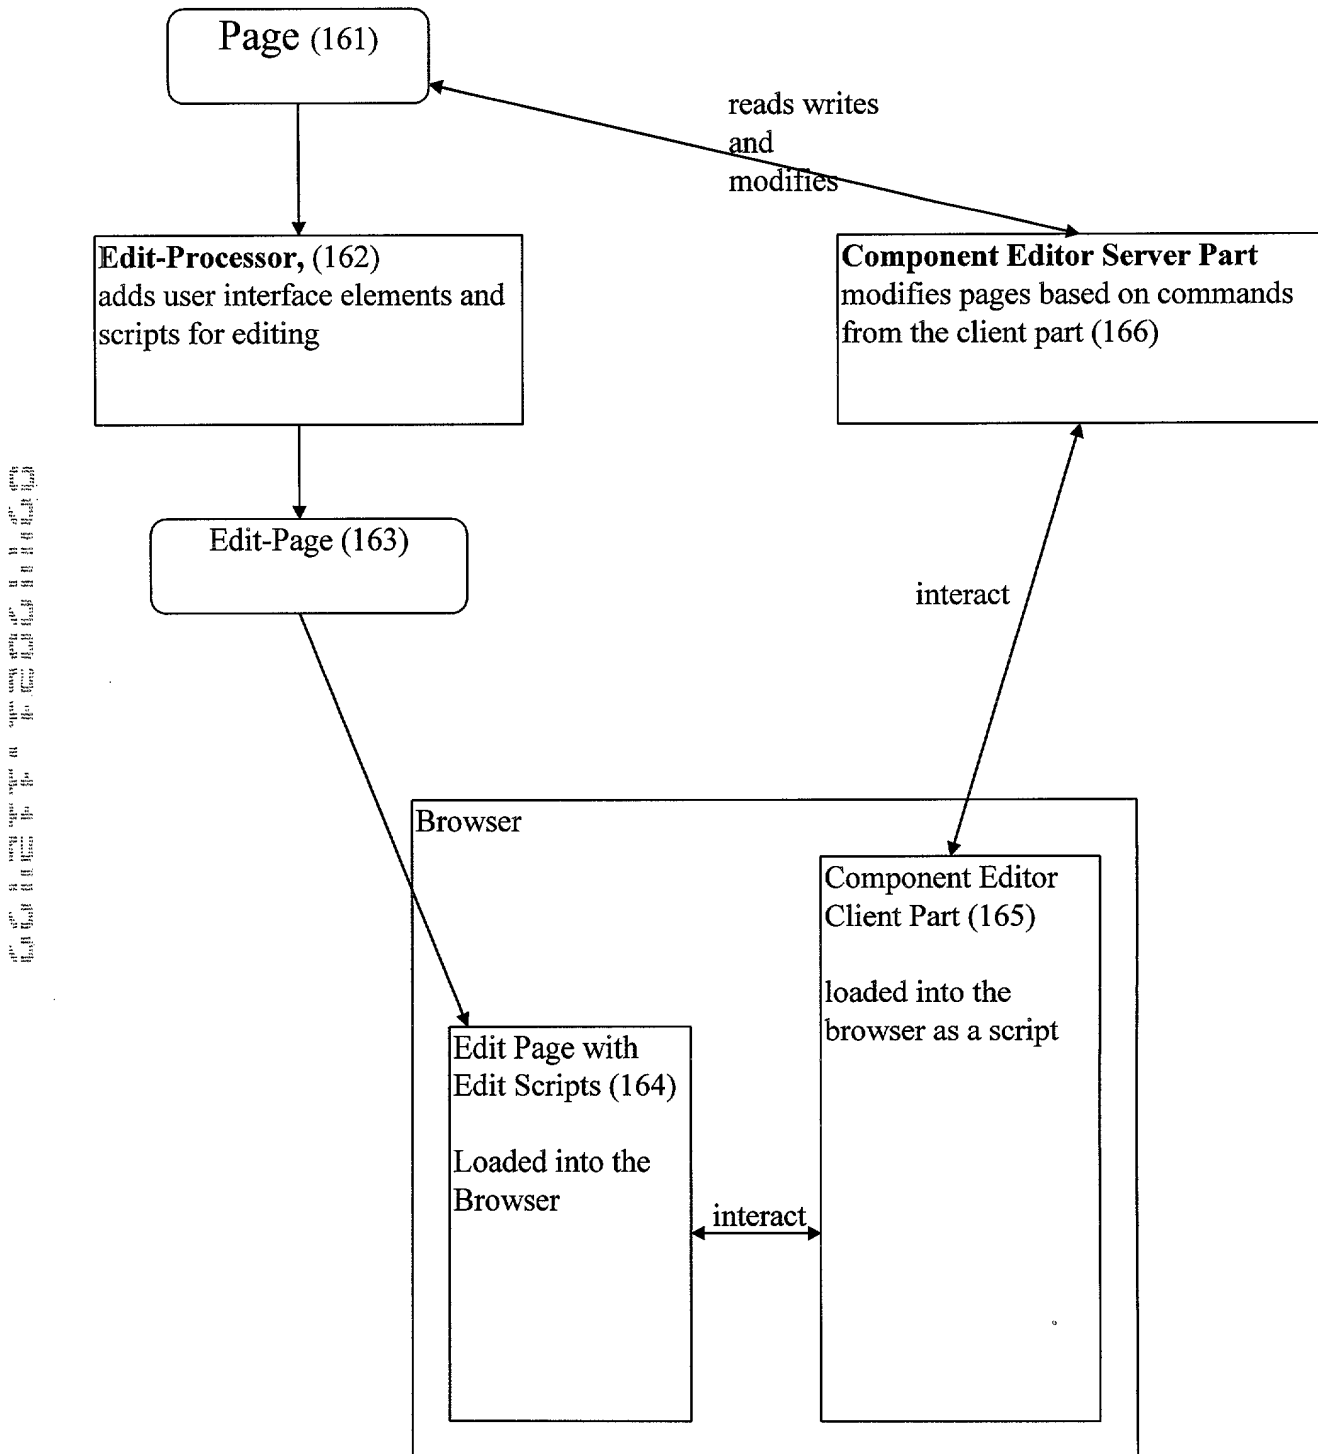 Page (161)
reads writes
and
modifies
Edit-Processor, (162)
adds user interface elements and
scripts for editing
Component Editor Server Part
modifies pages based on commands
from the client part (166)
Edit-Page (163)
interact
Browser
Component Editor
Client Part (165)
loaded into the
browser as a script
Edit Page with
Edit Scripts (164)
Loaded into the
Browser
interact